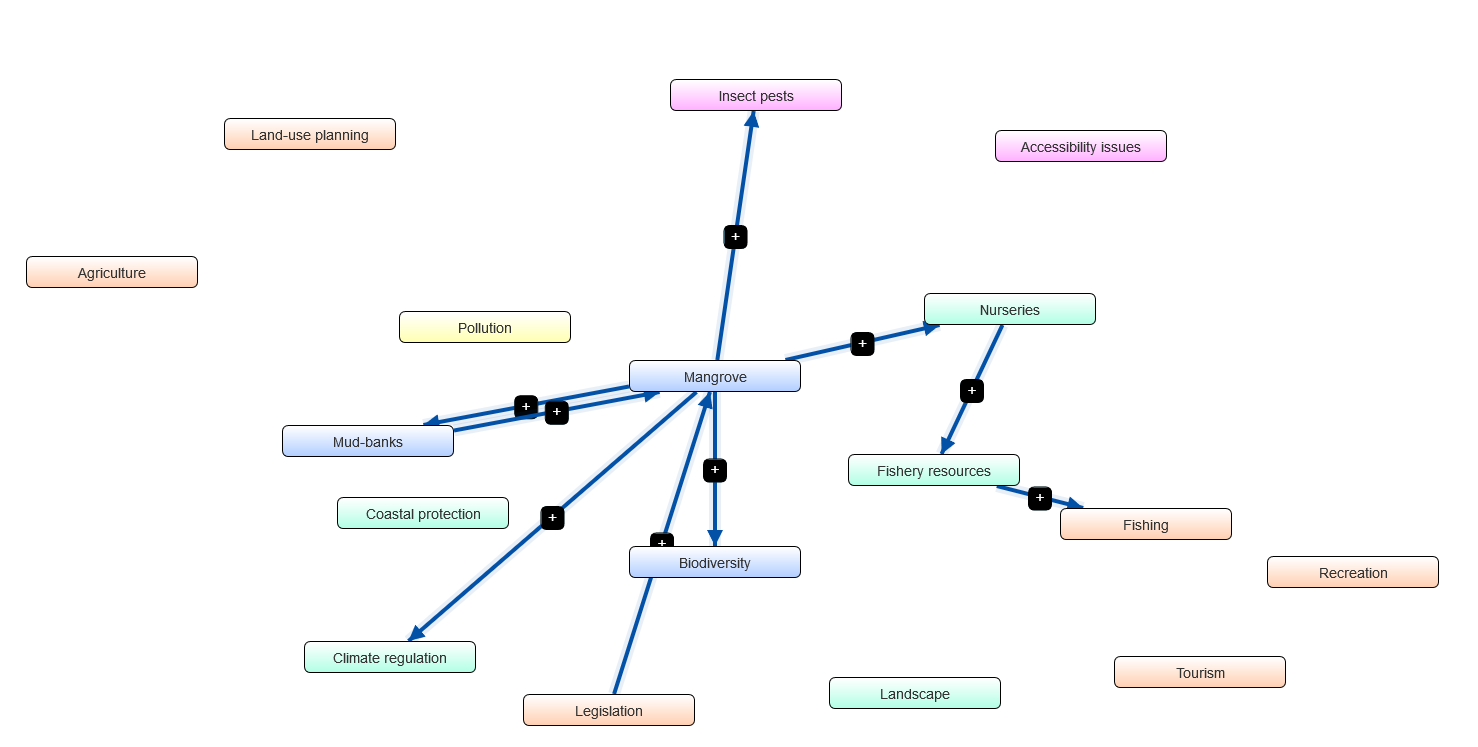 Insect pests
Land-use planning
Accessibility issues
+
Agriculture
Nurseries
Pollution
+
Mangrove
+
+
+
Mud-banks
+
Fishery resources
+
Coastal protection
+
Fishing
+
Biodiversity
Recreation
Climate regulation
Tourism
Landscape
Legislation